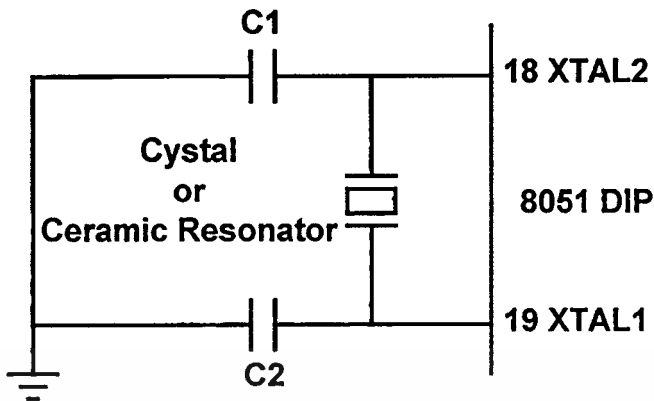 C1
18 XTAL2
Cystal
or
Ceramic Resonator
8051 DIP
19 XTAL1
C2